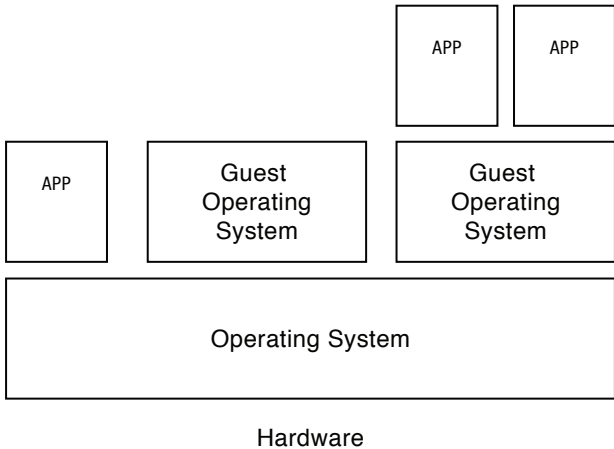 APP
APP
APP
Guest
Operating
System
Guest
Operating
System
Operating System
Hardware